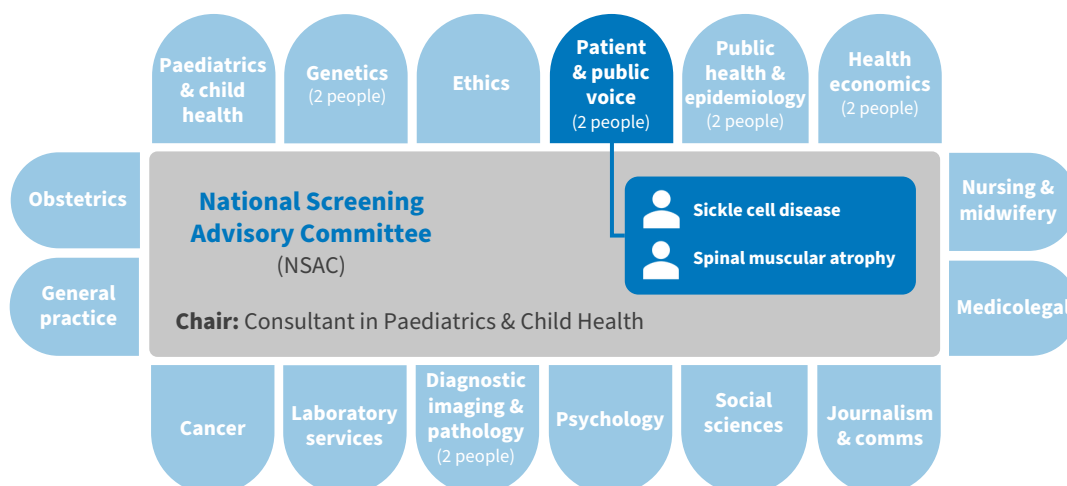 Paediatrics
& child
health
Genetics
(2 people)
Ethics
Patient
& public
voice
(2 people)
Public
health &
epidemiology
(2 people)
Health
economics
(2 people)
Obstetrics
General
practice
National Screening
Advisory Committee
(NSAC)
Sickle cell disease
Spinal muscular atrophy
Chair: Consultant in Paediatrics & Child Health
Nursing &
midwifery
Medicolegal
Cancer
Laboratory
services
Diagnostic
imaging &
pathology
(2 people)
Psychology
Social
sciences
Journalism
& comms